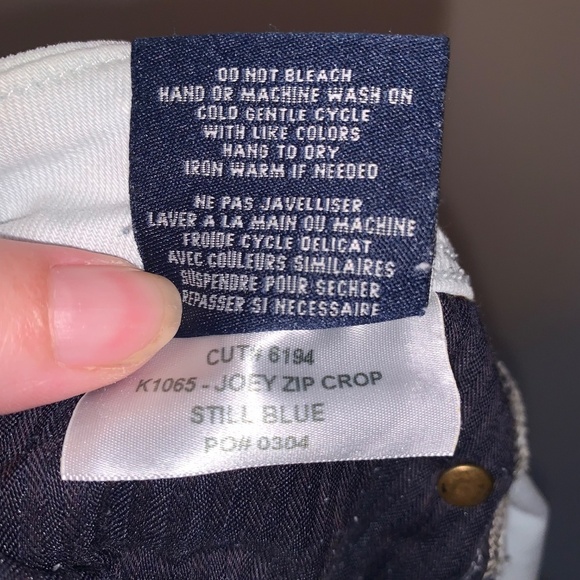 DO NOT BLEACH
HAND OR MACHINE WASH ON
COLD GENTLE CYCLE
WITH LIKE COLORS
HANG TO DRY
IRON WARM IF NEEDED
NE PAS JAVELLISER
LAVER A LA MAIN OU MACHINE
FROIDE CYCLE DELICAT
AVEC COULEURS SIMILAIRES
SUSPENDRE POUR SECHER
REPASSER SI NECESSAIRE
CUT# 6194
K1065 - JOEY ZIP CROP
STILL BLUE
PO# 0304